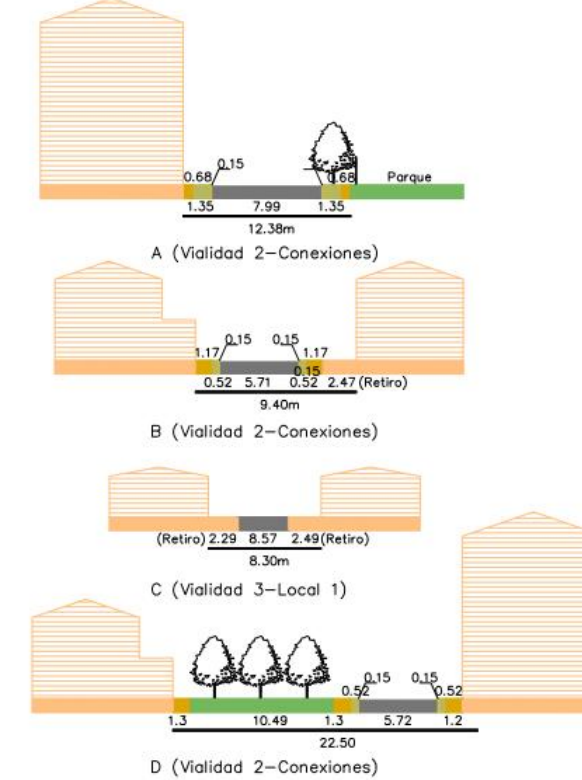 0.68 0.15 0.68 Parque
1.35 7.99 1.35
12.38m
A (Vialidad 2-Conexiones)
0.15 0.15
1.17 1.17
0.15
0.52 5.71 0.52 2.47 (Retiro)
9.40m
B (Vialidad 2-Conexiones)
(Retiro) 2.29 8.57 2.49 (Retiro)
8.30m
C (Vialidad 3-Local 1)
0.15 0.15
0.52 0.52
1.3 10.49 1.3 5.72 1.2
22.50
D (Vialidad 2-Conexiones)